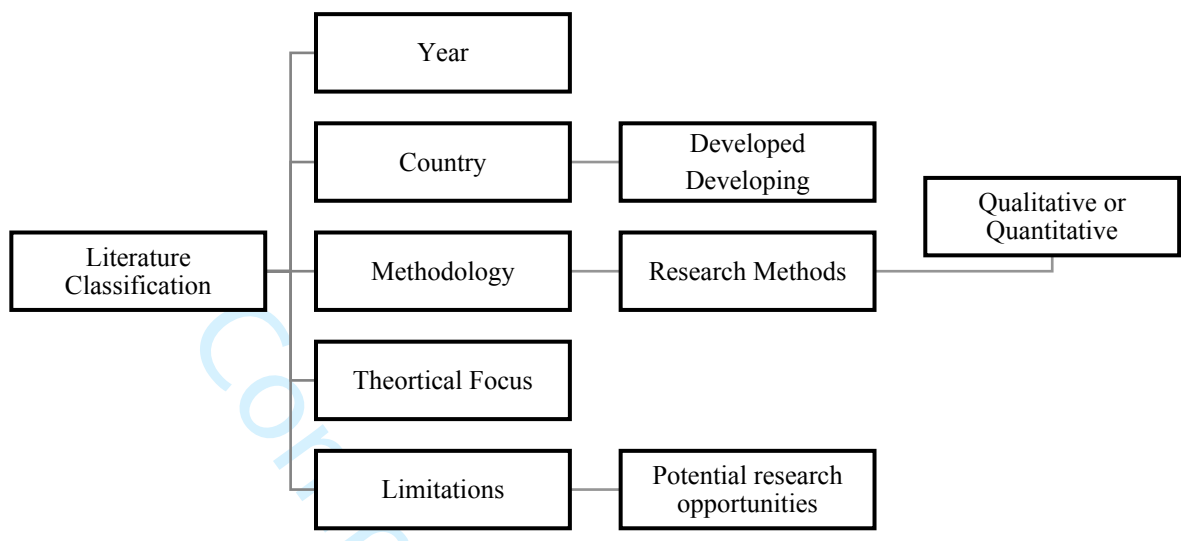 Year
Country
Developed
Developing
Qualitative or
Quantitative
Literature
Classification
Methodology
Research Methods
Theortical Focus
Limitations
Potential research
opportunities